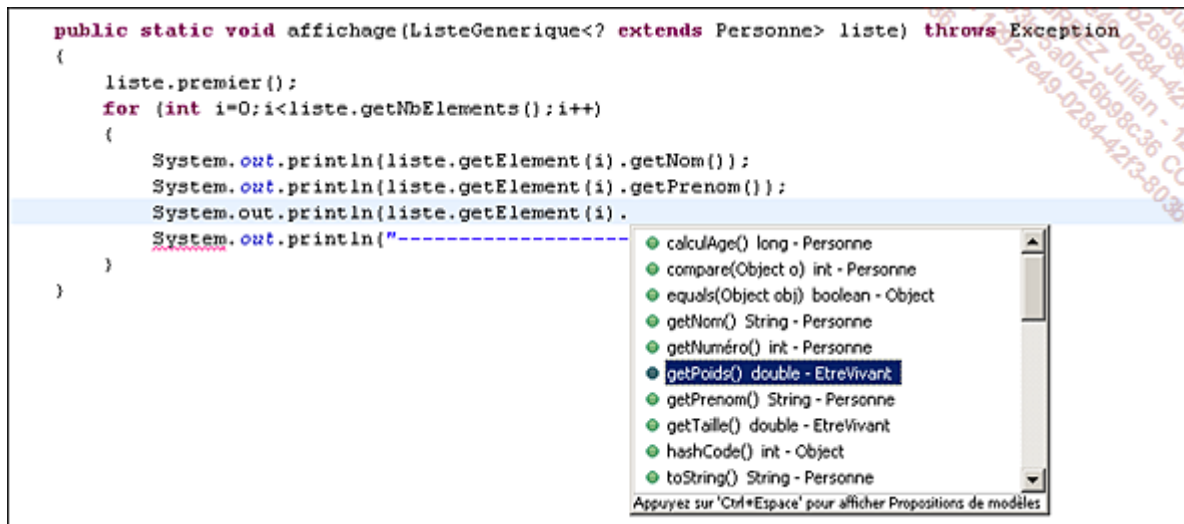 public static void affichage(ListeGenerique<? extends Personne> liste) throws Exception
{
liste.premier();
for (int i=0;i<liste.getNbElements();i++)
{
System.out.println(liste.getElement(i).getNom());
System.out.println(liste.getElement(i).getPrenom());
System.out.println(liste.getElement(i).
System.out.println("-------------------
}
}
calculAge() long - Personne
compare(Object o) int - Personne
equals(Object obj) boolean - Object
getNom() String - Personne
getNuméro() int - Personne
getPoids() double - EtreVivant
getPrenom() String - Personne
getTaille() double - EtreVivant
hashCode() int - Object
toString() String - Personne
Appuyez sur 'Ctrl+Espace' pour afficher Propositions de modèles